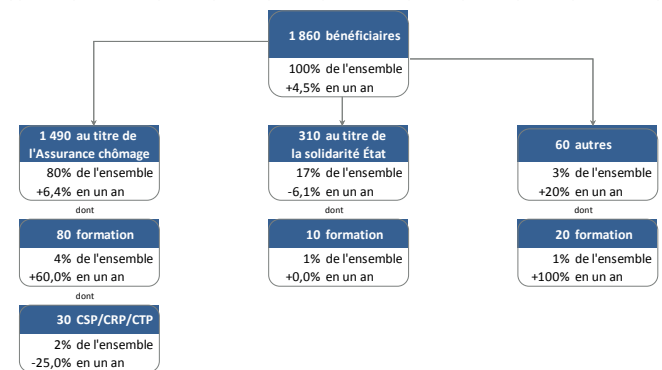 1 860 bénéficiaires
100% de l'ensemble
+4,5% en un an
1 490 au titre de
l'Assurance chômage
80% de l'ensemble
+6,4% en un an
dont
80 formation
4% de l'ensemble
+60,0% en un an
dont
30 CSP/CRP/CTP
2% de l'ensemble
-25,0% en un an
310 au titre de
la solidarité État
17% de l'ensemble
-6,1% en un an
dont
10 formation
1% de l'ensemble
+0,0% en un an
60 autres
3% de l'ensemble
+20% en un an
dont
20 formation
1% de l'ensemble
+100% en un an